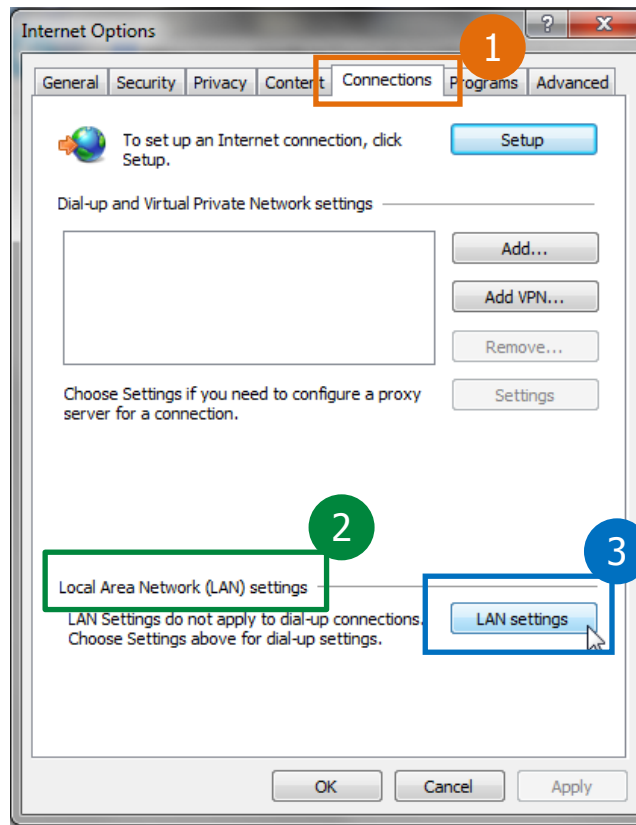 Internet Options
?
X
1
General Security Privacy Content Connections Programs Advanced
To set up an Internet connection, click
Setup.
Setup
Dial-up and Virtual Private Network settings
Add...
Add VPN...
Remove...
Choose Settings if you need to configure a proxy
server for a connection.
Settings
2
3
Local Area Network (LAN) settings
LAN Settings do not apply to dial-up connections.
Choose Settings above for dial-up settings.
LAN settings
OK Cancel Apply